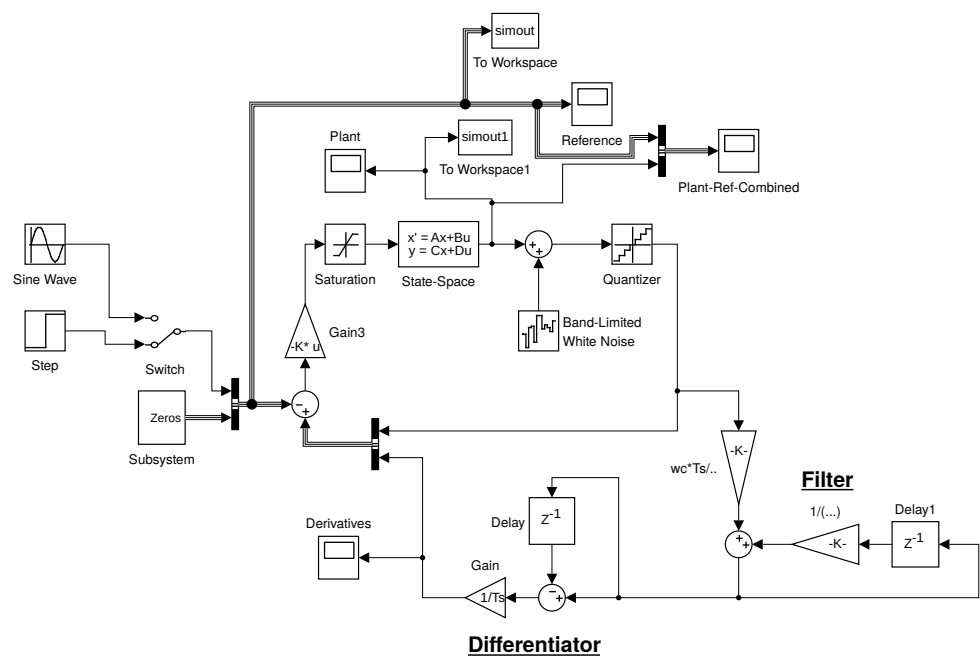 simout
To Workspace
Plant
simout1
Reference
To Workspace1
Plant-Ref-Combined
Sine Wave
Saturation
x' = Ax+Bu
y = Cx+Du
State-Space
+
+
Quantizer
Step
Switch
-K* u
Gain3
Band-Limited
White Noise
Zeros
Subsystem
−
+
-K-
wc*Ts/..
Filter
1/(...)
Delay1
Derivatives
Delay
Z-1
+
+
-K-
Z-1
Gain
1/Ts
−
+
Differentiator